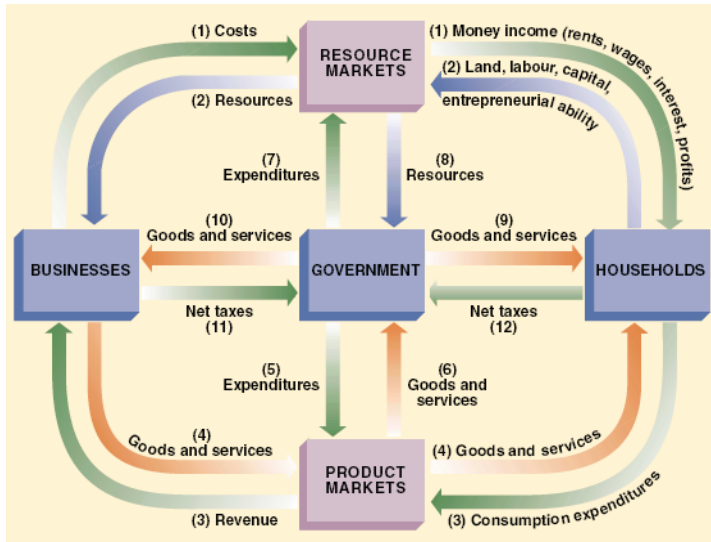 (1) Costs
RESOURCE
MARKETS
(1) Money income (rents, wages, interest, profits)
(2) Land, labour, capital,
entrepreneurial ability
(2) Resources
(7)
Expenditures
(8)
Resources
(10)
Goods and services
(9)
Goods and services
BUSINESSES
GOVERNMENT
HOUSEHOLDS
Net taxes
(11)
Net taxes
(12)
(5)
Expenditures
(6)
Goods and
services
(4)
Goods and services
(4) Goods and services
PRODUCT
MARKETS
(3) Revenue
(3) Consumption expenditures